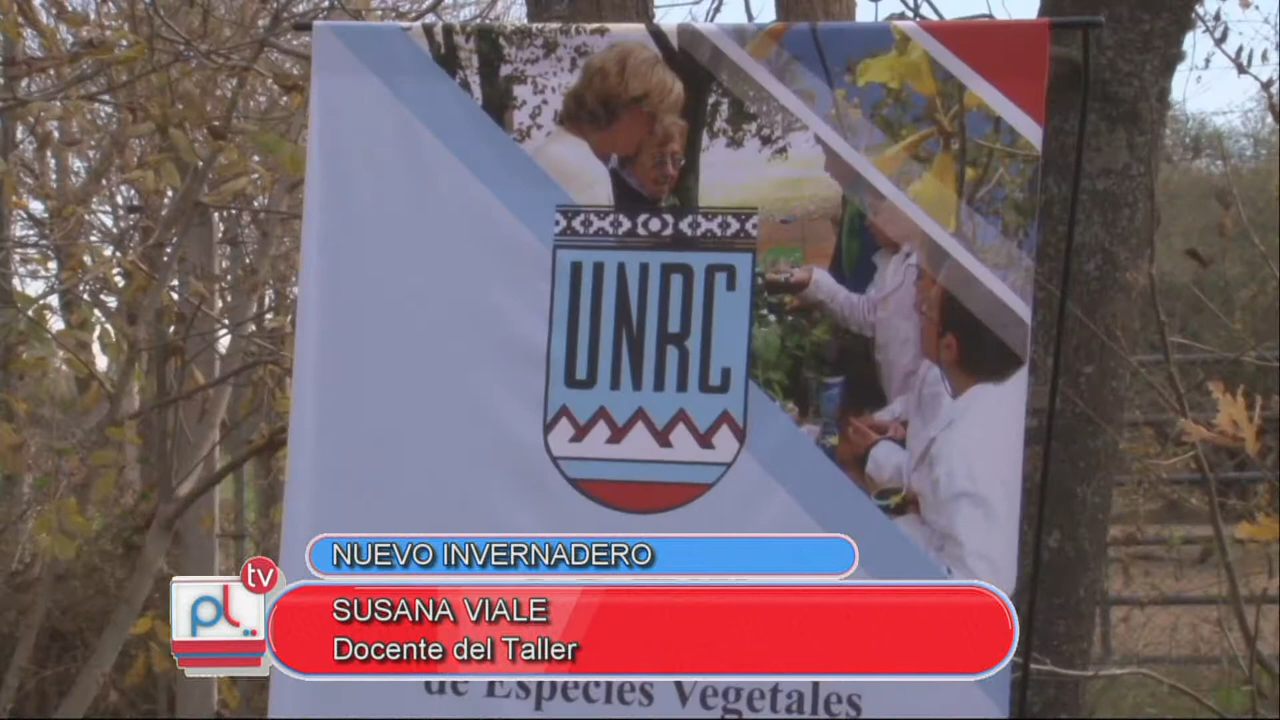 UNRC
NUEVO INVERNADERO
tv
pl..
SUSANA VIALE
Docente del Taller
de Especies Vegetales